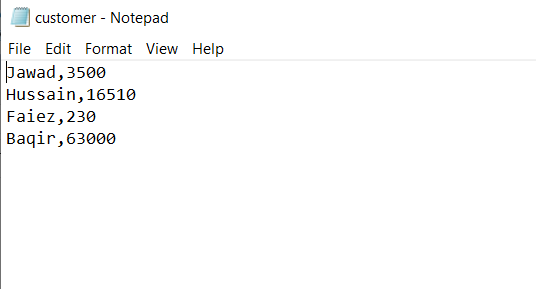 customer - Notepad
File Edit Format View Help
Jawad,3500
Hussain,16510
Faiez,230
Baqir,63000